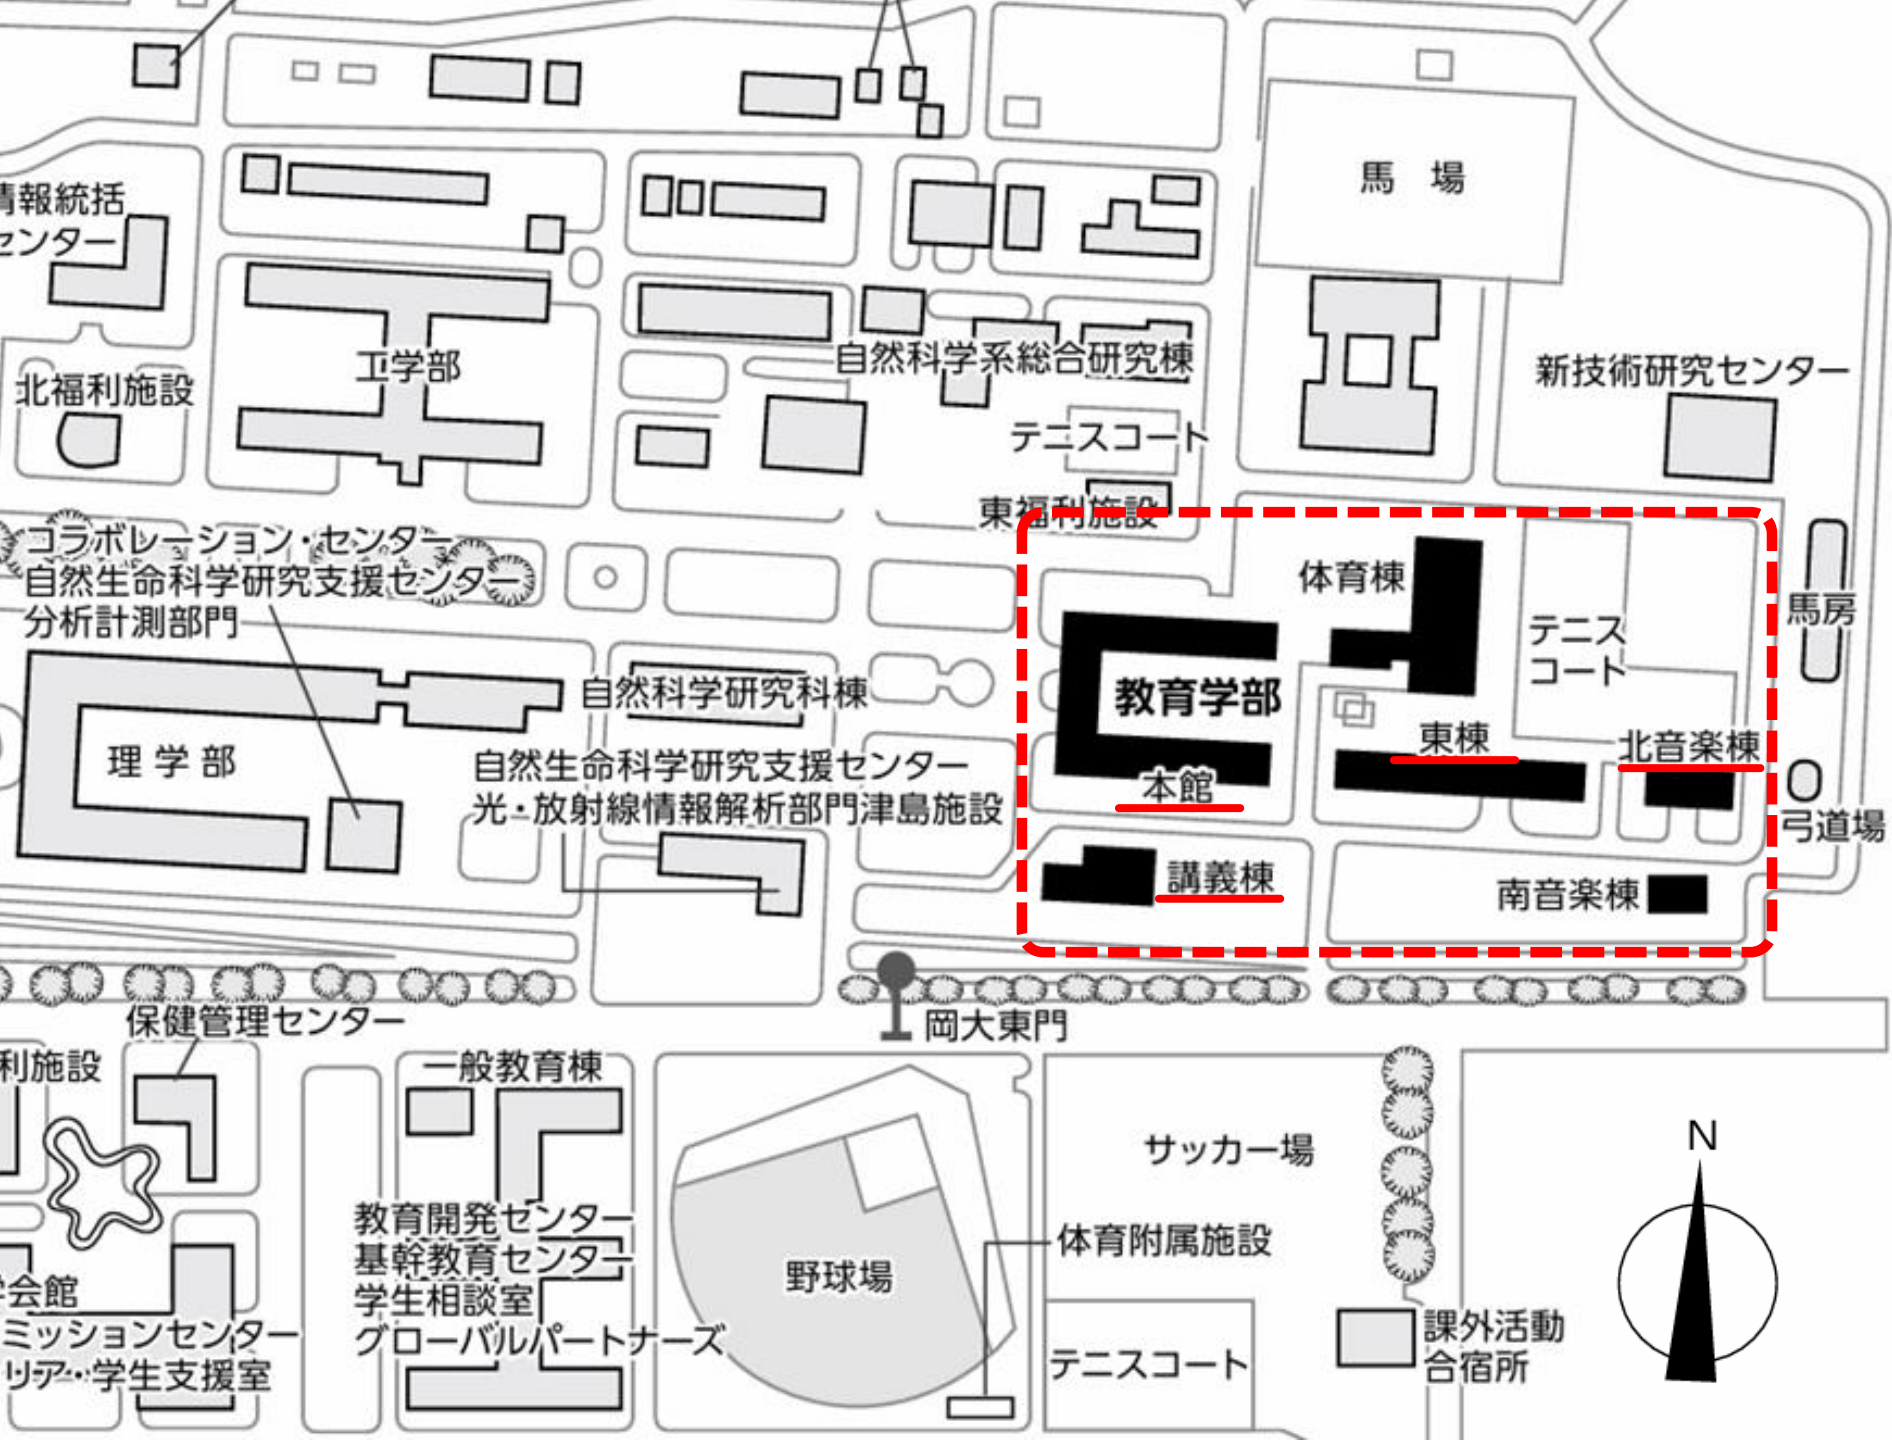 馬 場
情報統括
センター
工学部
北福利施設
自然科学系総合研究棟
新技術研究センター
テニスコート
東福利施設
コラボレーション・センター
自然生命科学研究支援センター
分析計測部門
体育棟
テニス
コート
馬房
自然科学研究科棟
教育学部
理学部
東棟
北音楽棟
自然生命科学研究支援センター
光・放射線情報解析部門津島施設
本館
弓道場
講義棟
南音楽棟
保健管理センター
岡大東門
利施設
一般教育棟
サッカー場
N
教育開発センター
基幹教育センター
学生相談室
グローバルパートナーズ
体育附属施設
野球場
学会館
ミッションセンター
リア・学生支援室
テニスコート
課外活動
合宿所